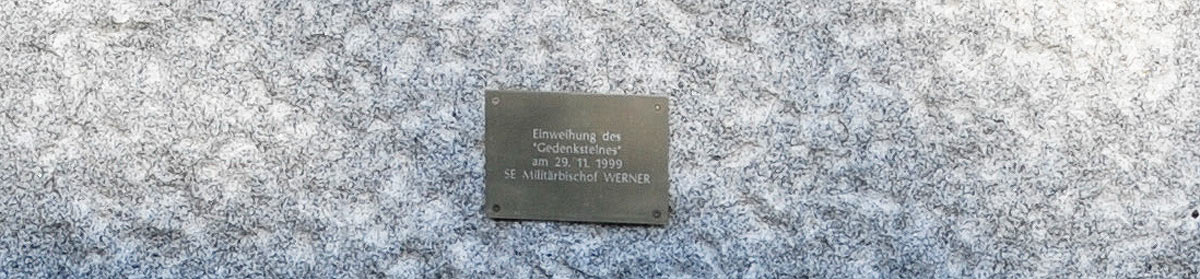 Einweihung des
"Gedenksteines"
am 29. 11. 1999
SE Militärbischof WERNER